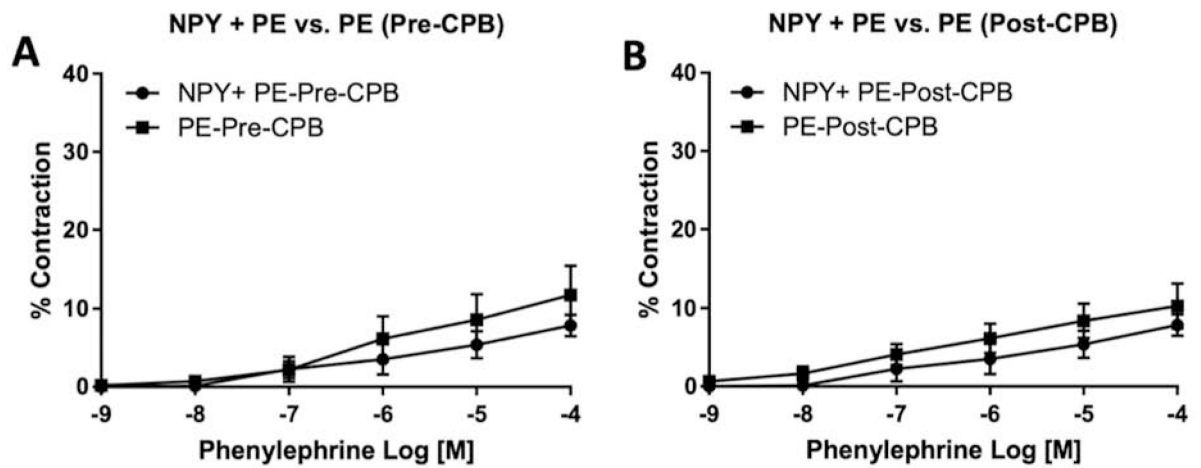 NPY + PE vs. PE (Pre-CPB)
A
% Contraction
40
30
20
10
0
NPY+ PE-Pre-CPB
PE-Pre-CPB
-9 -8 -7 -6 -5 -4
Phenylephrine Log [M]
NPY + PE vs. PE (Post-CPB)
B
% Contraction
40
30
20
10
0
NPY+ PE-Post-CPB
PE-Post-CPB
-9 -8 -7 -6 -5 -4
Phenylephrine Log [M]